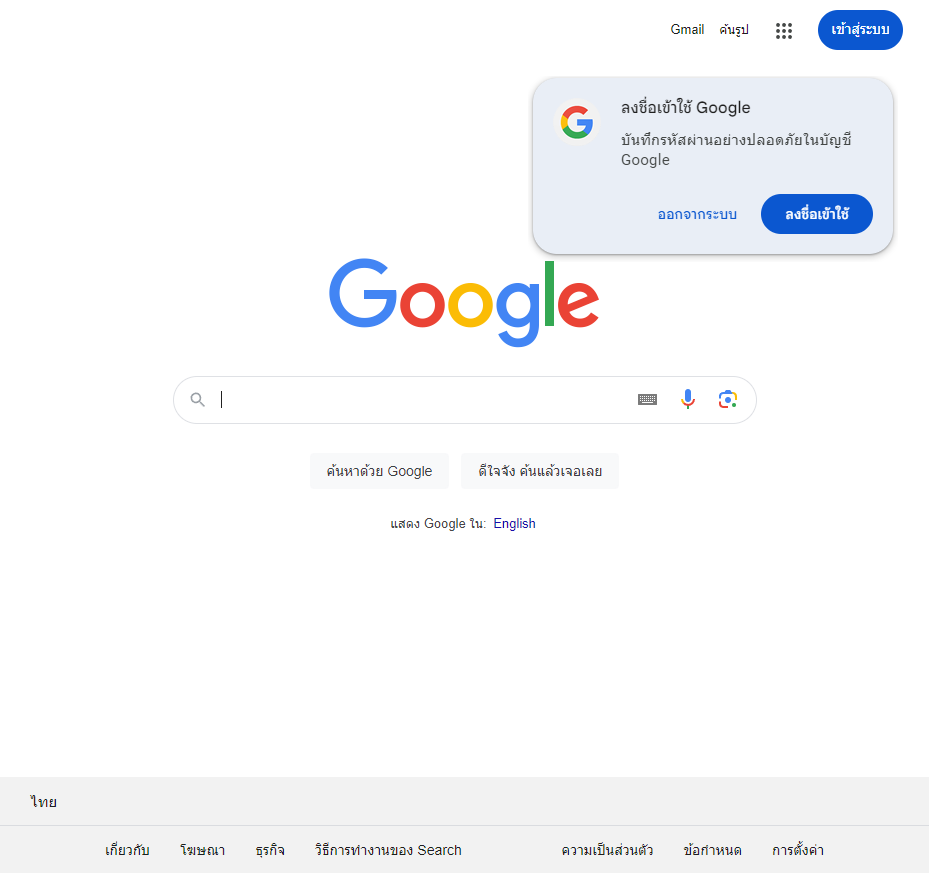 Gmail ค้นรูป เข้าสู่ระบบ
ลงชื่อเข้าใช้ Google
บันทึกรหัสผ่านอย่างปลอดภัยในบัญชี
Google
ออกจากระบบ ลงชื่อเข้าใช้
Google
ค้นหาด้วย Google ดีใจจัง ค้นแล้วเจอเลย
แสดง Google ใน: English
ไทย
เกี่ยวกับ โฆษณา ธุรกิจ วิธีการทำงานของ Search ความเป็นส่วนตัว ข้อกำหนด การตั้งค่า